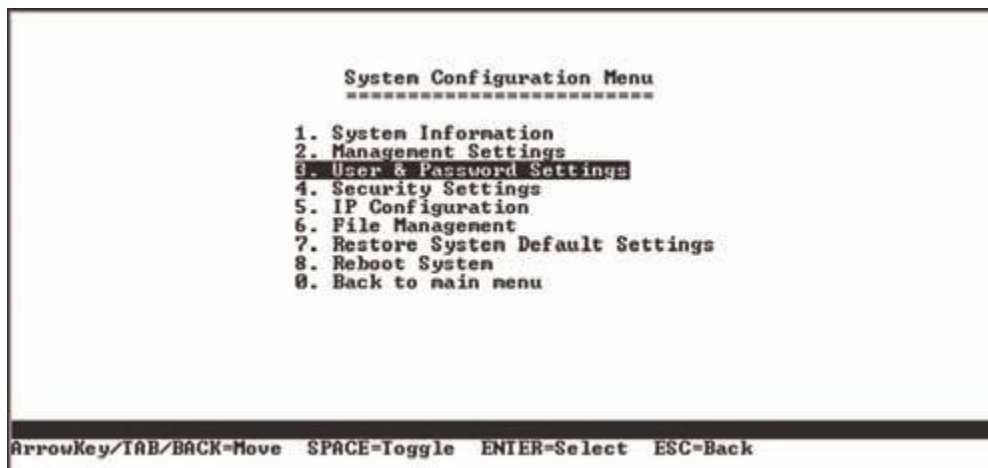 System Configuration Menu
=========================
1. System Information
2. Management Settings
3. User & Password Settings
4. Security Settings
5. IP Configuration
6. File Management
7. Restore System Default Settings
8. Reboot System
0. Back to main menu
ArrowKey/TAB/BACK=Move SPACE=Toggle ENTER=Select ESC=Back